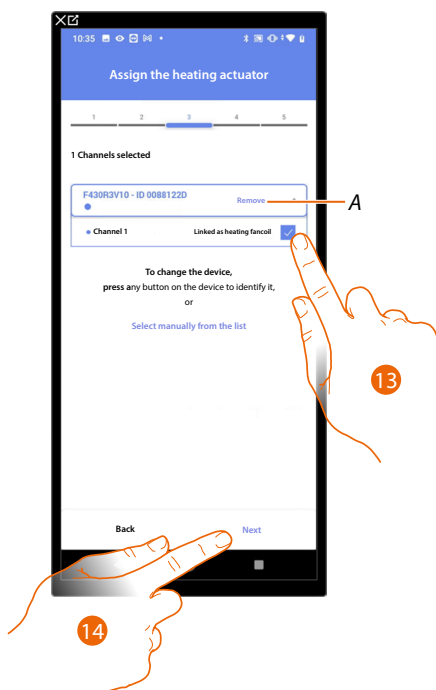 10:35
Assign the heating actuator
1 2 3 4 5
1 Channels selected
F430R3V10 - ID 0088122D
Remove
A
Channel 1
Linked as heating fancoil
To change the device,
press any button on the device to identify it,
or
Select manually from the list
13
Back
Next
14